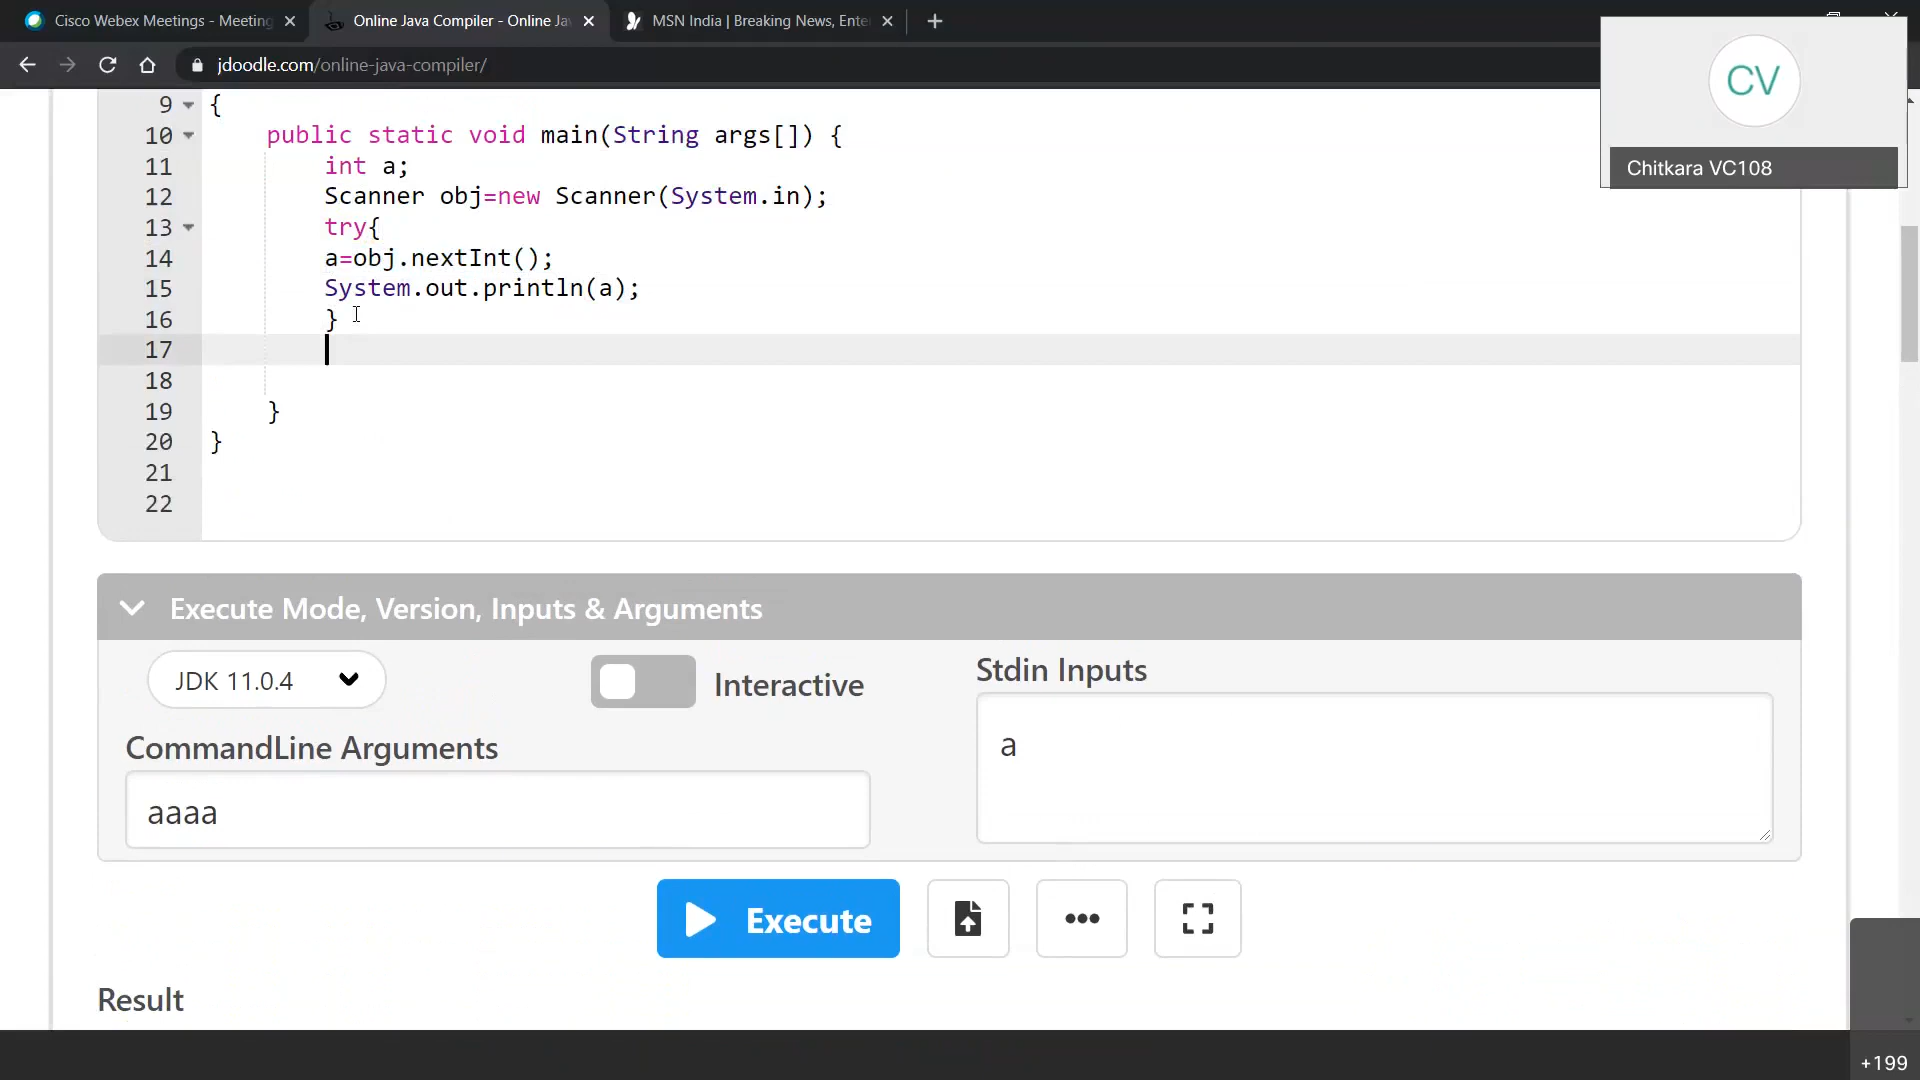 Cisco Webex Meetings - Meeting
Online Java Compiler - Online Ja
MSN India | Breaking News, Ente
jdoodle.com/online-java-compiler/
CV
Chitkara VC108
9 {
10 public static void main(String args[]) {
11 int a;
12 Scanner obj=new Scanner(System.in);
13 try{
14 a=obj.nextInt();
15 System.out.println(a);
16 }
17
18
19 }
20 }
21
22
Execute Mode, Version, Inputs & Arguments
JDK 11.0.4
Interactive
Stdin Inputs
a
CommandLine Arguments
aaaa
Execute
Result
+199